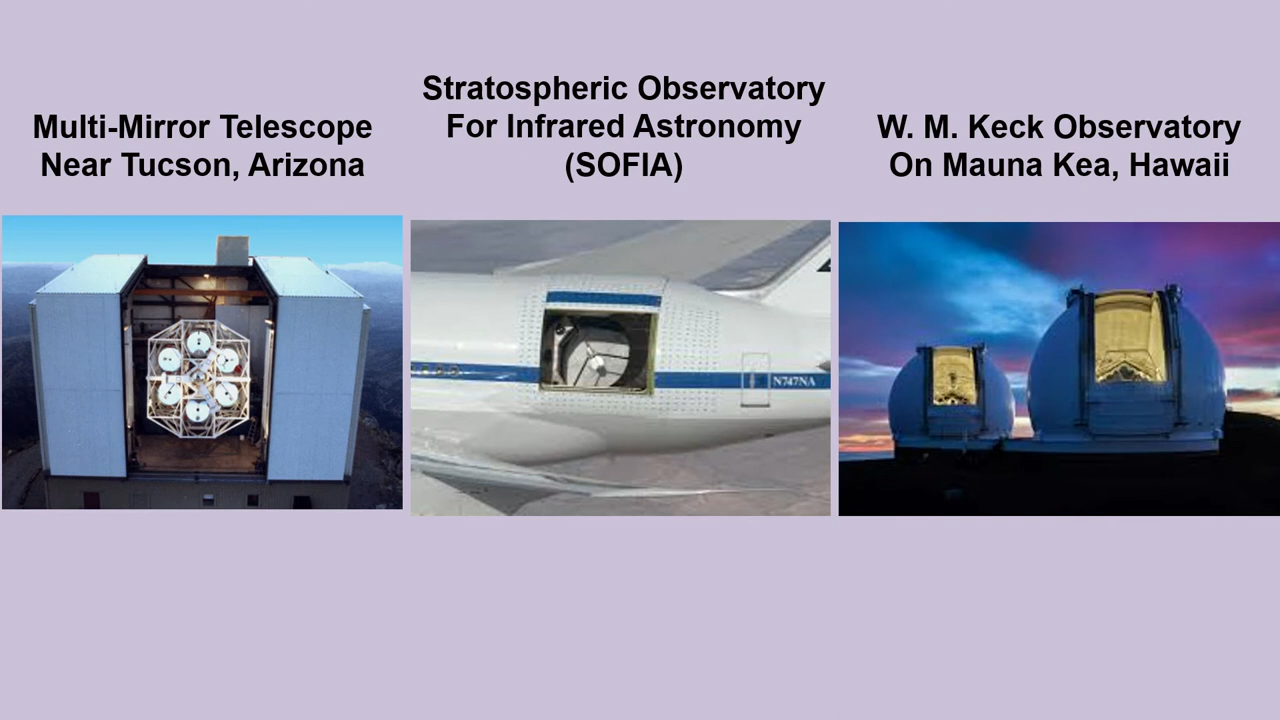 Multi-Mirror Telescope
Near Tucson, Arizona
Stratospheric Observatory
For Infrared Astronomy
(SOFIA)
W. M. Keck Observatory
On Mauna Kea, Hawaii
N747NA